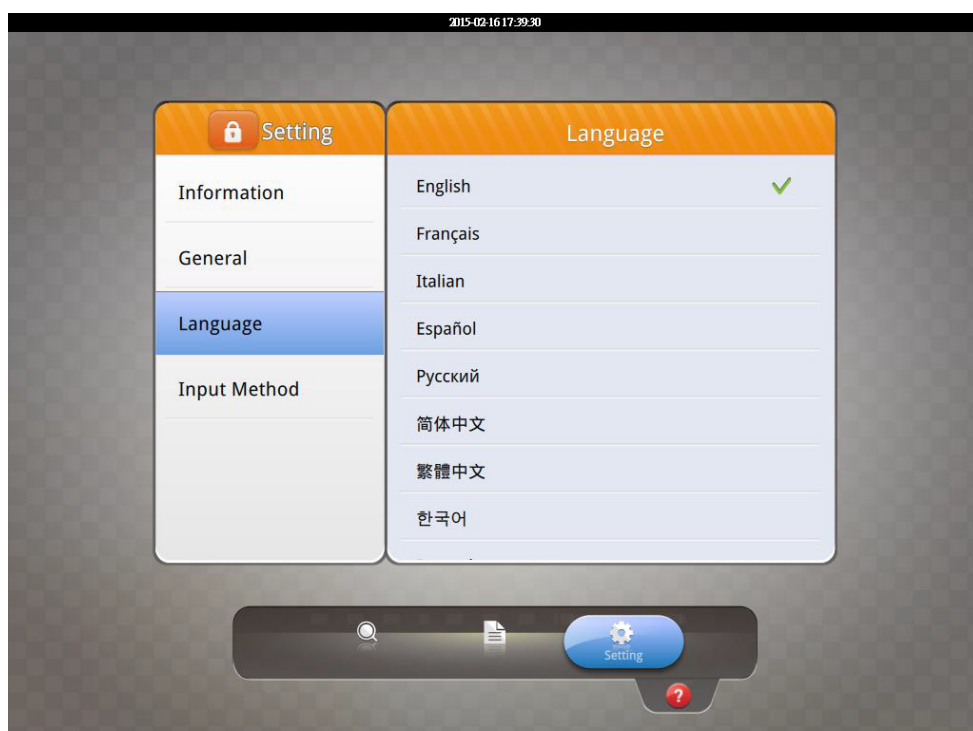 2015-02-16 17:39:30
Setting
Language
Information
General
Language
Input Method
English
Français
Italian
Español
Русский
简体中文
繁體中文
한국어
Setting
?